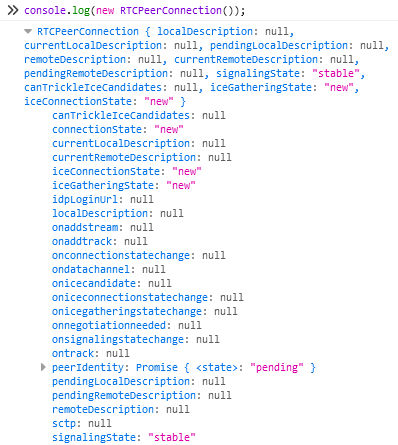 console.log(new RTCPeerConnection());
RTCPeerConnection { localDescription: null,
currentLocalDescription: null, pendingLocalDescription: null,
remoteDescription: null, currentRemoteDescription: null,
pendingRemoteDescription: null, signalingState: "stable",
canTrickleIceCandidates: null, iceGatheringState: "new",
iceConnectionState: "new" }
canTrickleIceCandidates: null
connectionState: "new"
currentLocalDescription: null
currentRemoteDescription: null
iceConnectionState: "new"
iceGatheringState: "new"
idpLoginUrl: null
localDescription: null
onaddstream: null
onaddtrack: null
onconnectionstatechange: null
ondatachannel: null
onicecandidate: null
oniceconnectionstatechange: null
onicegatheringstatechange: null
onnegotiationneeded: null
onsignalingstatechange: null
ontrack: null
peerIdentity: Promise { <state>: "pending" }
pendingLocalDescription: null
pendingRemoteDescription: null
remoteDescription: null
sctp: null
signalingState: "stable"